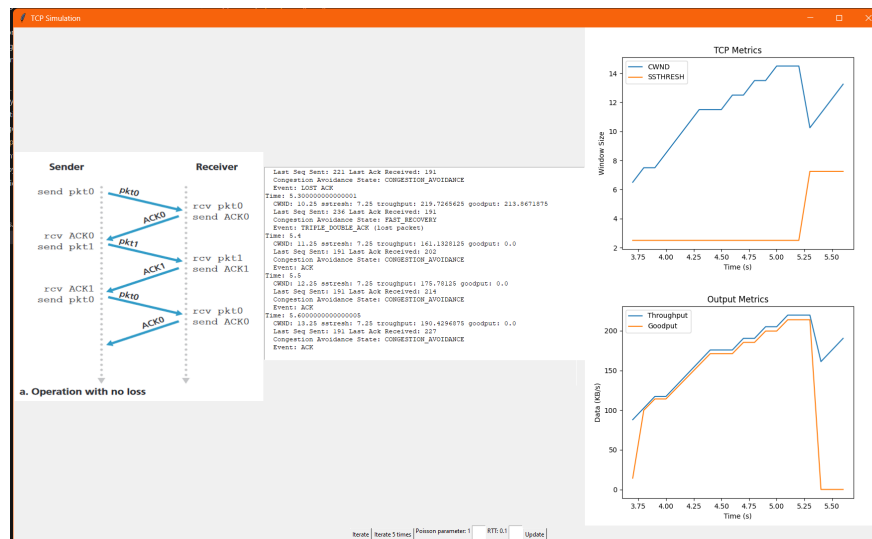 TCP Simulation
Sender Receiver
send pkt0
pkt0
rcv pkt0
send ACK0
ACK0
rcv ACK0
send pkt1
pkt1
rcv pkt1
send ACK1
ACK1
rcv ACK1
send pkt0
pkt0
rcv pkt0
send ACK0
ACK0
a. Operation with no loss
Last Seq Sent: 221 Last Ack Received: 191
Congestion Avoidance State: CONGESTION_AVOIDANCE
Event: LOST ACK
Time: 5.300000000000001
CWND: 10.25 sstresh: 7.25 troughput: 219.7265625 goodput: 213.8671875
Last Seq Sent: 236 Last Ack Received: 191
Congestion Avoidance State: FAST_RECOVERY
Event: TRIPLE_DOUBLE_ACK (lost packet)
Time: 5.4
CWND: 11.25 sstresh: 7.25 troughput: 161.1328125 goodput: 0.0
Last Seq Sent: 191 Last Ack Received: 202
Congestion Avoidance State: CONGESTION_AVOIDANCE
Event: ACK
Time: 5.5
CWND: 12.25 sstresh: 7.25 troughput: 175.78125 goodput: 0.0
Last Seq Sent: 191 Last Ack Received: 214
Congestion Avoidance State: CONGESTION_AVOIDANCE
Event: ACK
Time: 5.6000000000000005
CWND: 13.25 sstresh: 7.25 troughput: 190.4296875 goodput: 0.0
Last Seq Sent: 191 Last Ack Received: 227
Congestion Avoidance State: CONGESTION_AVOIDANCE
Event: ACK
TCP Metrics
CWND
SSTHRESH
Window Size
14
12
10
8
6
4
2
3.75 4.00 4.25 4.50 4.75 5.00 5.25 5.50
Time (s)
Output Metrics
Throughput
Goodput
Data (KB/s)
200
150
100
50
0
3.75 4.00 4.25 4.50 4.75 5.00 5.25 5.50
Time (s)
Iterate Iterate 5 times Poisson parameter: 1 RTT: 0.1 Update